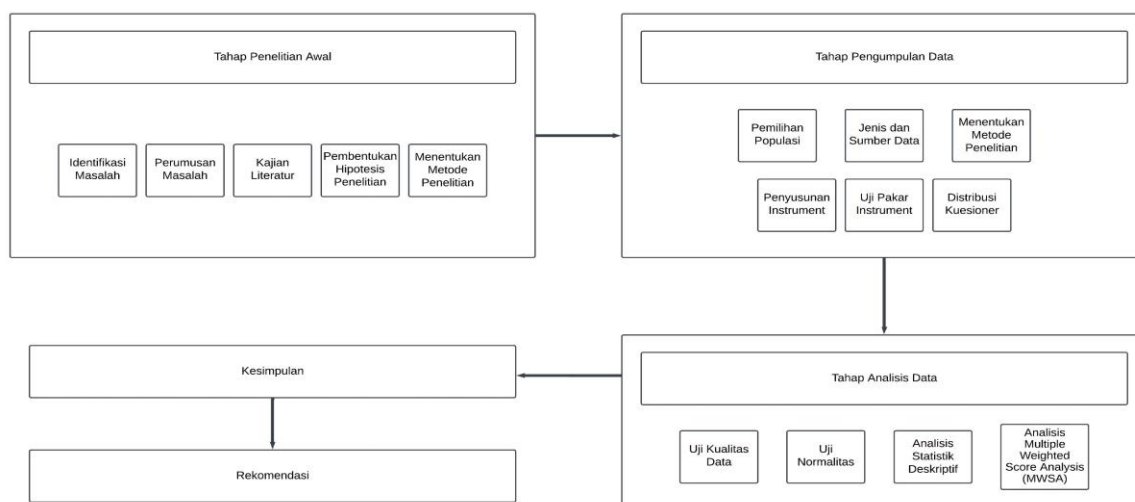 Tahap Penelitian Awal
Identifikasi
Masalah
Perumusan
Masalah
Kajian
Literatur
Pembentukan
Hipotesis
Penelitian
Menentukan
Metode
Penelitian
Tahap Pengumpulan Data
Pemilihan
Populasi
Jenis dan
Sumber Data
Menentukan
Metode
Penelitian
Penyusunan
Instrument
Uji Pakar
Instrument
Distribusi
Kuesioner
Tahap Analisis Data
Uji Kualitas
Data
Uji
Normalitas
Analisis
Statistik
Deskriptif
Analisis
Multiple
Weighted
Score Analysis
(MWSA)
Kesimpulan
Rekomendasi